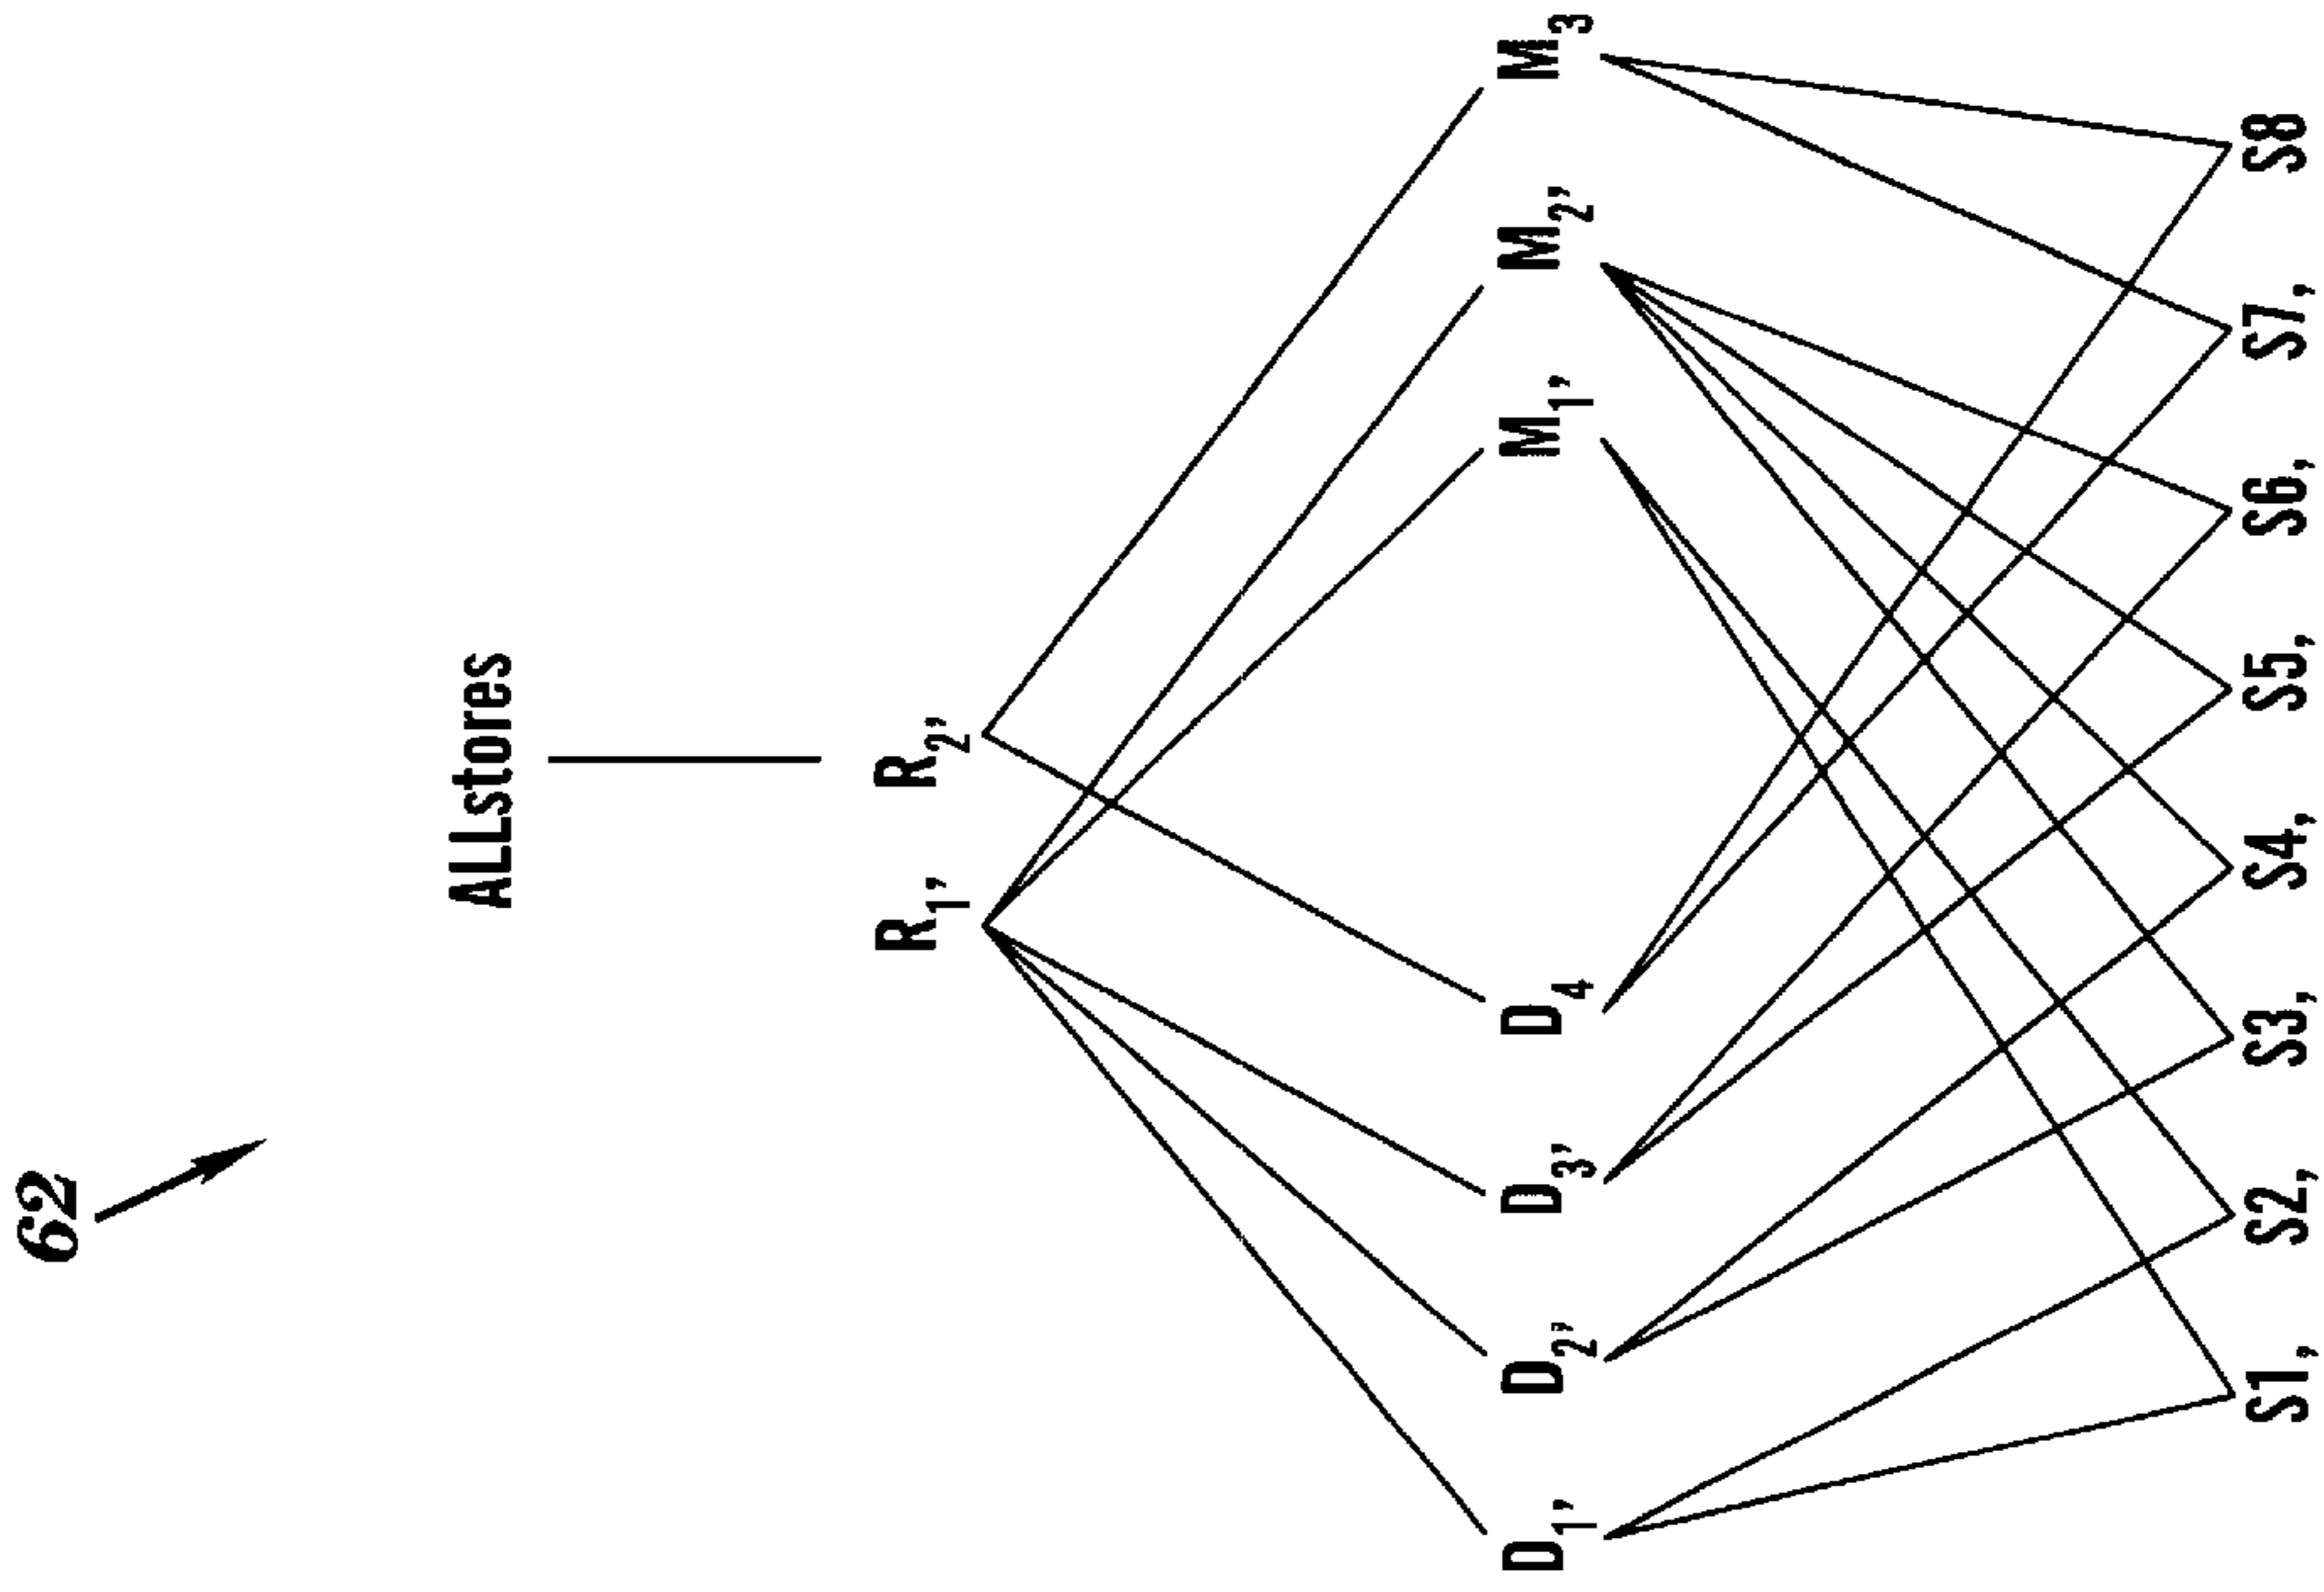 62
ALLstores
R₁, R₂,
D₁, D₂, D₃, D₄ M₁, M₂, M₃
S1, S2, S3, S4, S5, S6, S7, S8